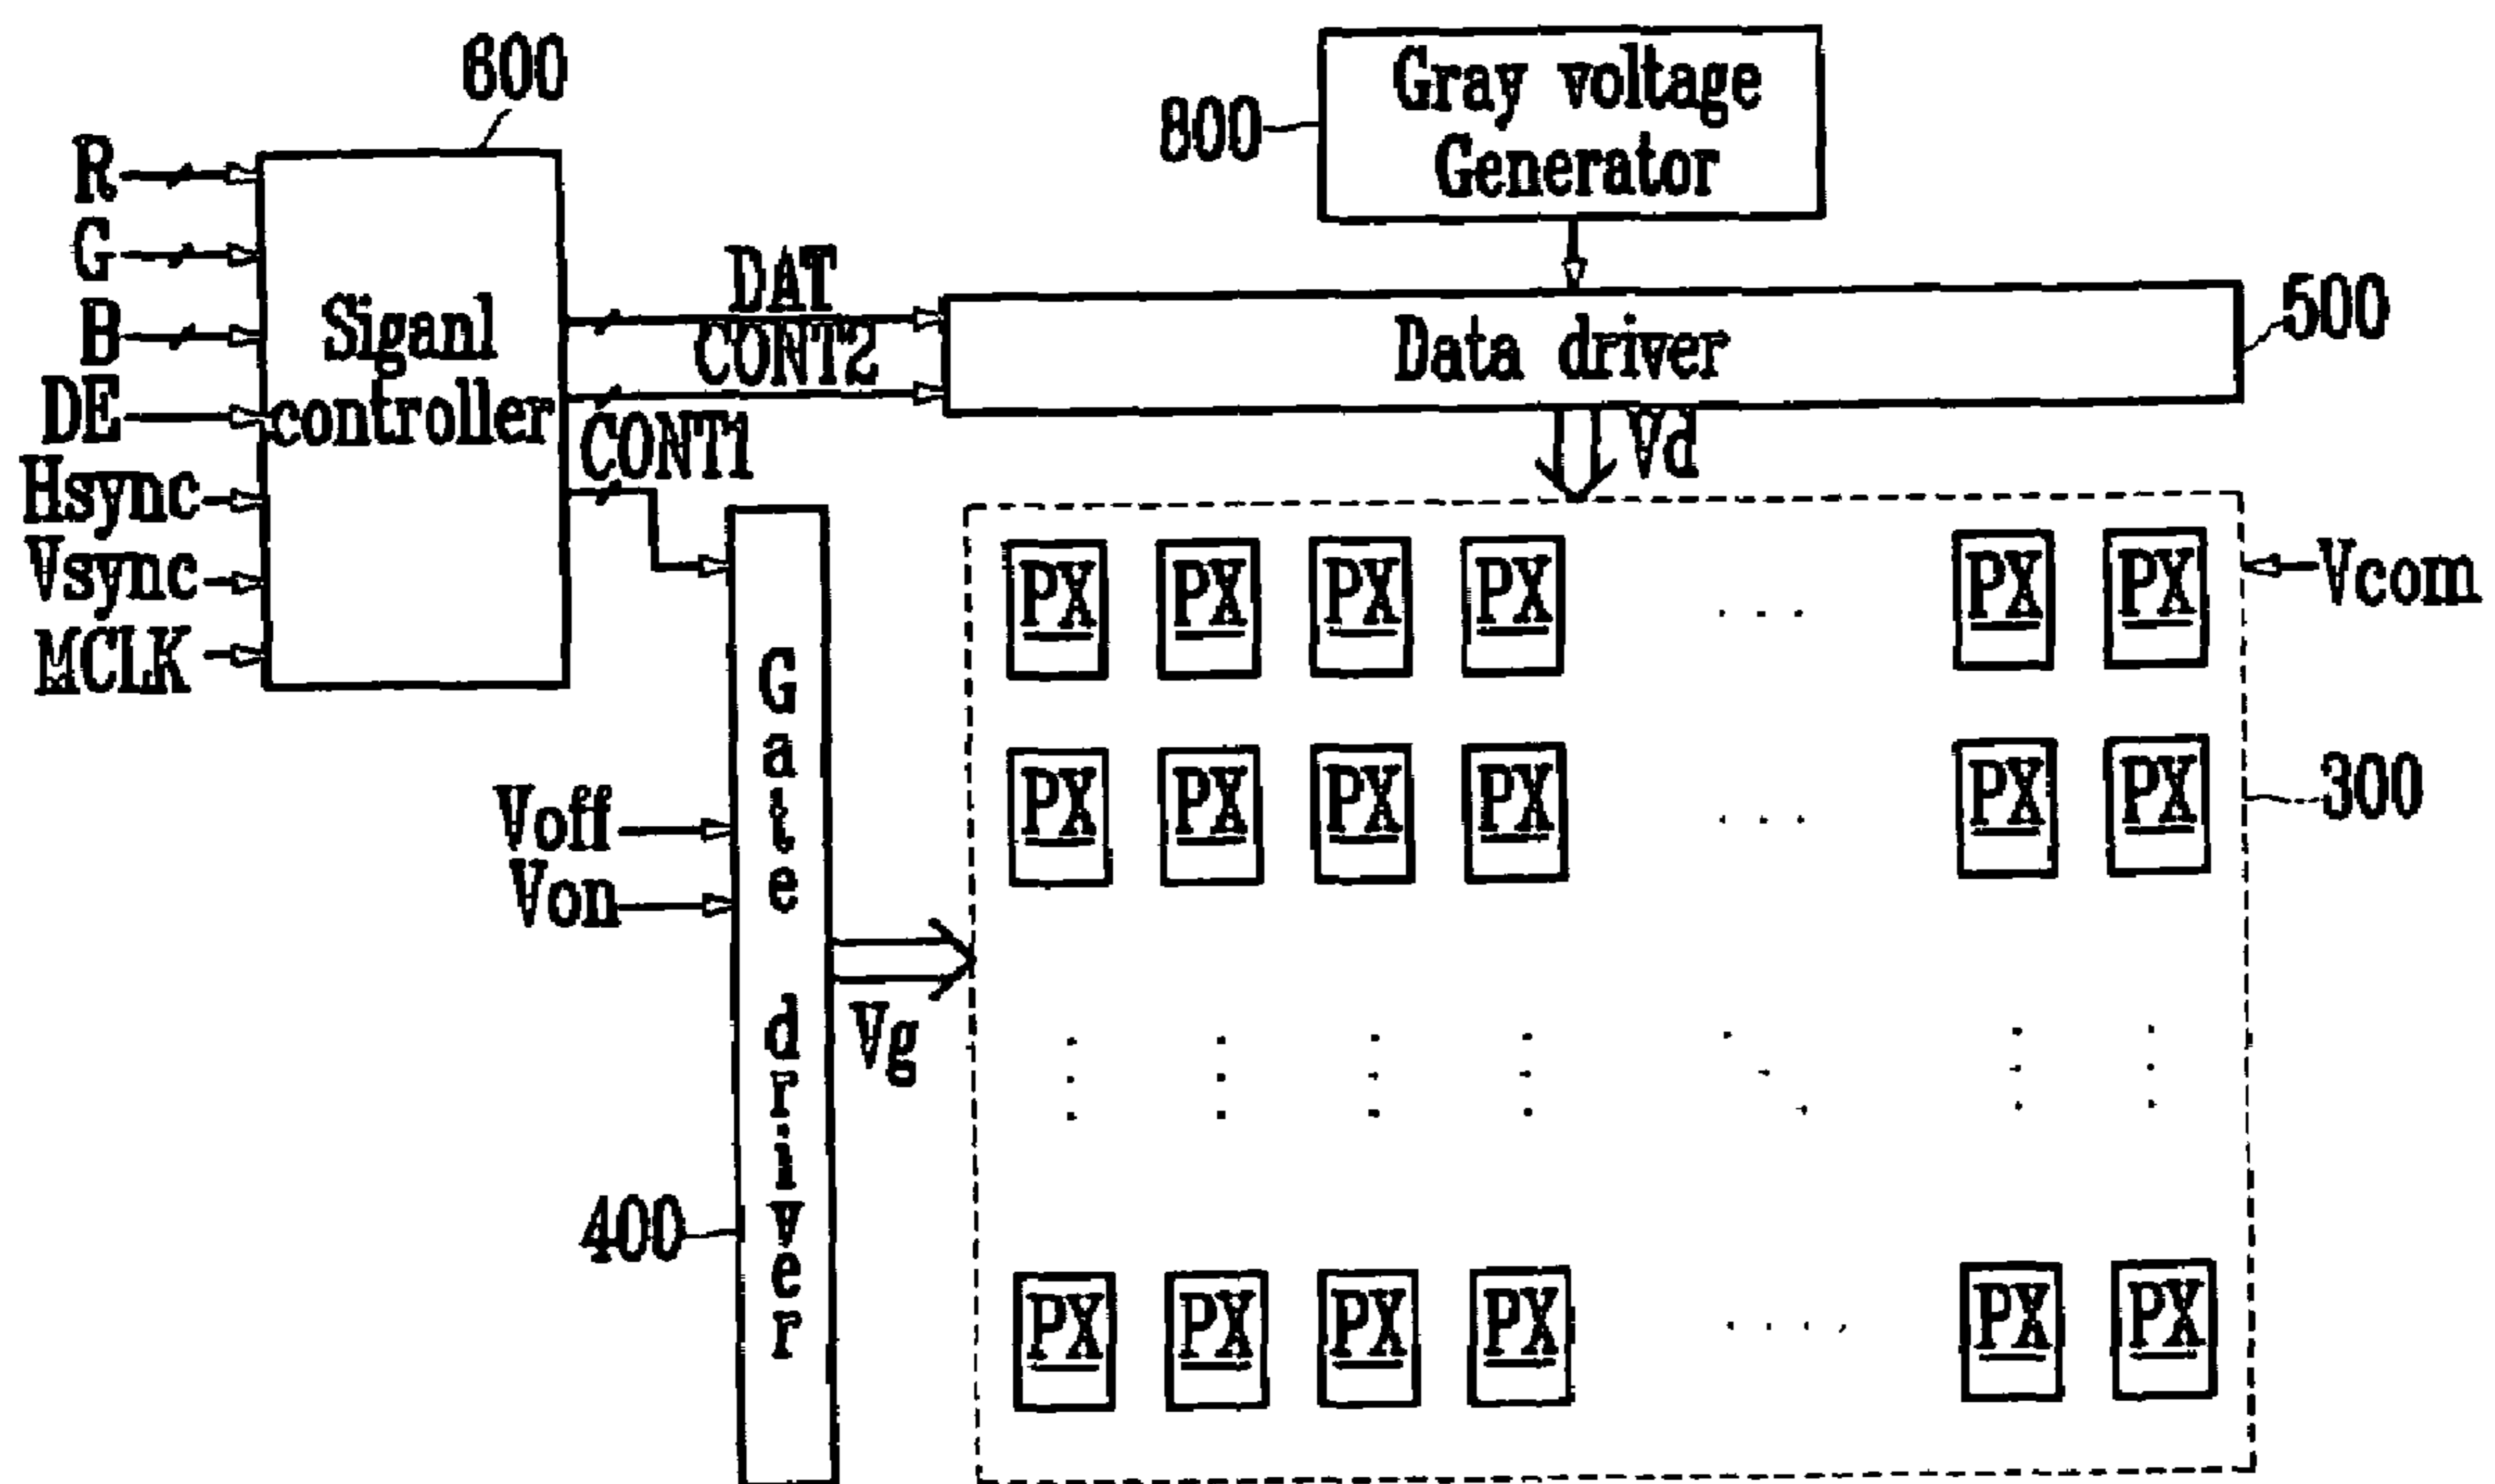 600
Gray voltage
Generator
800
R
G
B
DE
Hsync
Vsync
MCLK
Siganl
controller
DAT
CONT2
CONT1
Data driver
500
Vd
Vcom
PX PX PX PX ... PX PX
300
PX PX PX PX ... PX PX
Voff
Von
Gate driver
Vg
400
PX PX PX PX .... PX PX